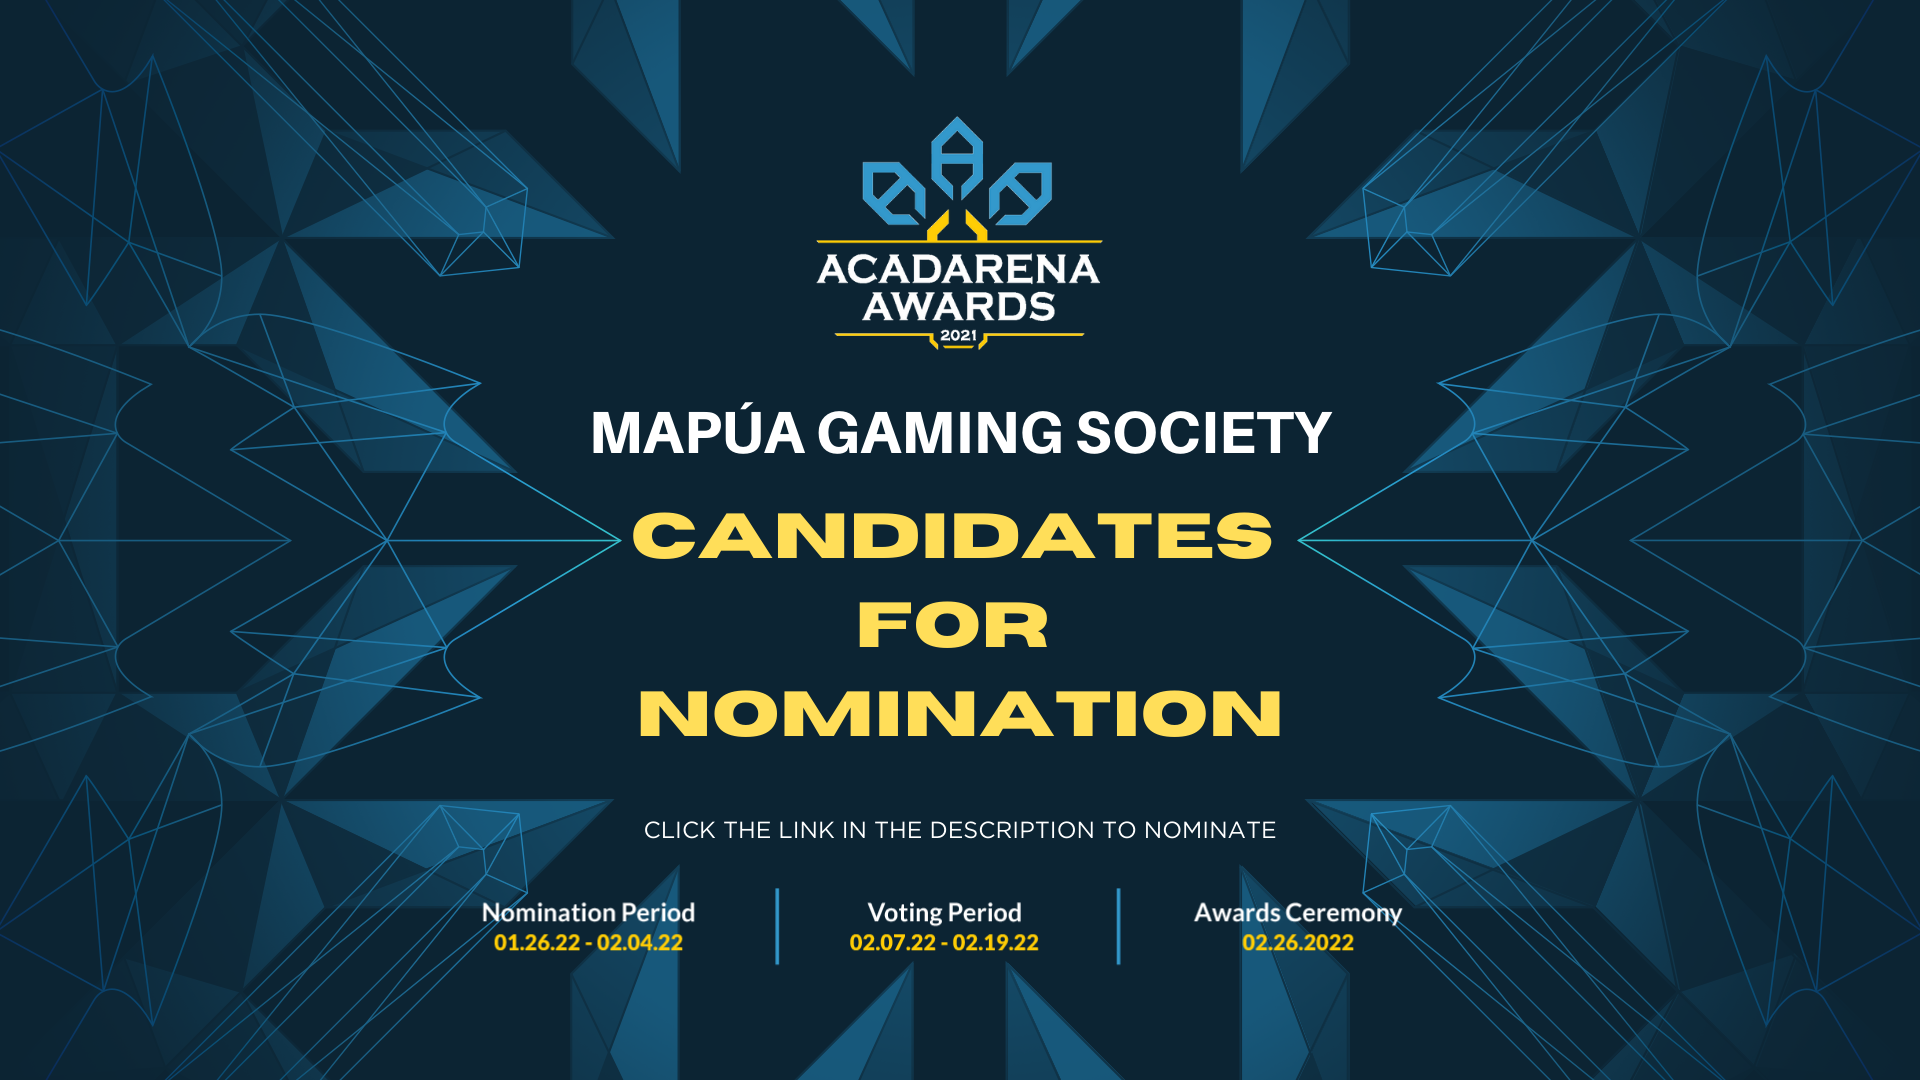 ACADARENA
AWARDS
2021
MAPÚA GAMING SOCIETY
CANDIDATES
FOR
NOMINATION
CLICK THE LINK IN THE DESCRIPTION TO NOMINATE
Nomination Period
01.26.22 - 02.04.22
Voting Period
02.07.22 - 02.19.22
Awards Ceremony
02.26.2022